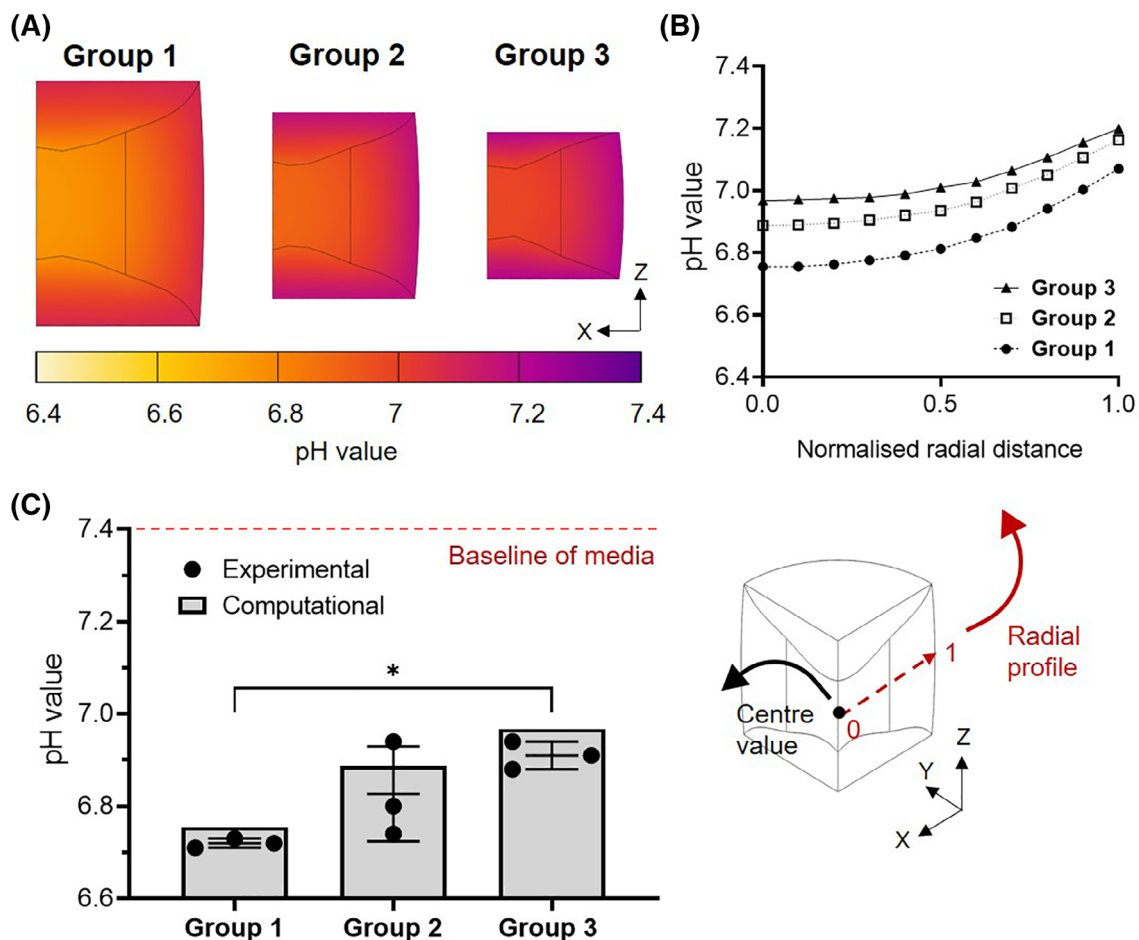 (A)
Group 1
Group 2
Group 3
Z
X
6.4
6.6
6.8
7
7.2
7.4
pH value
(B)
7.4
7.2
7.0
6.8
6.6
6.4
pH value
Group 3
Group 2
Group 1
0.0
0.5
1.0
Normalised radial distance
(C)
7.4
7.2
7.0
6.8
6.6
pH value
Baseline of media
Experimental
Computational
*
Group 1
Group 2
Group 3
1
Radial
profile
Centre
value
0
Z
Y
X